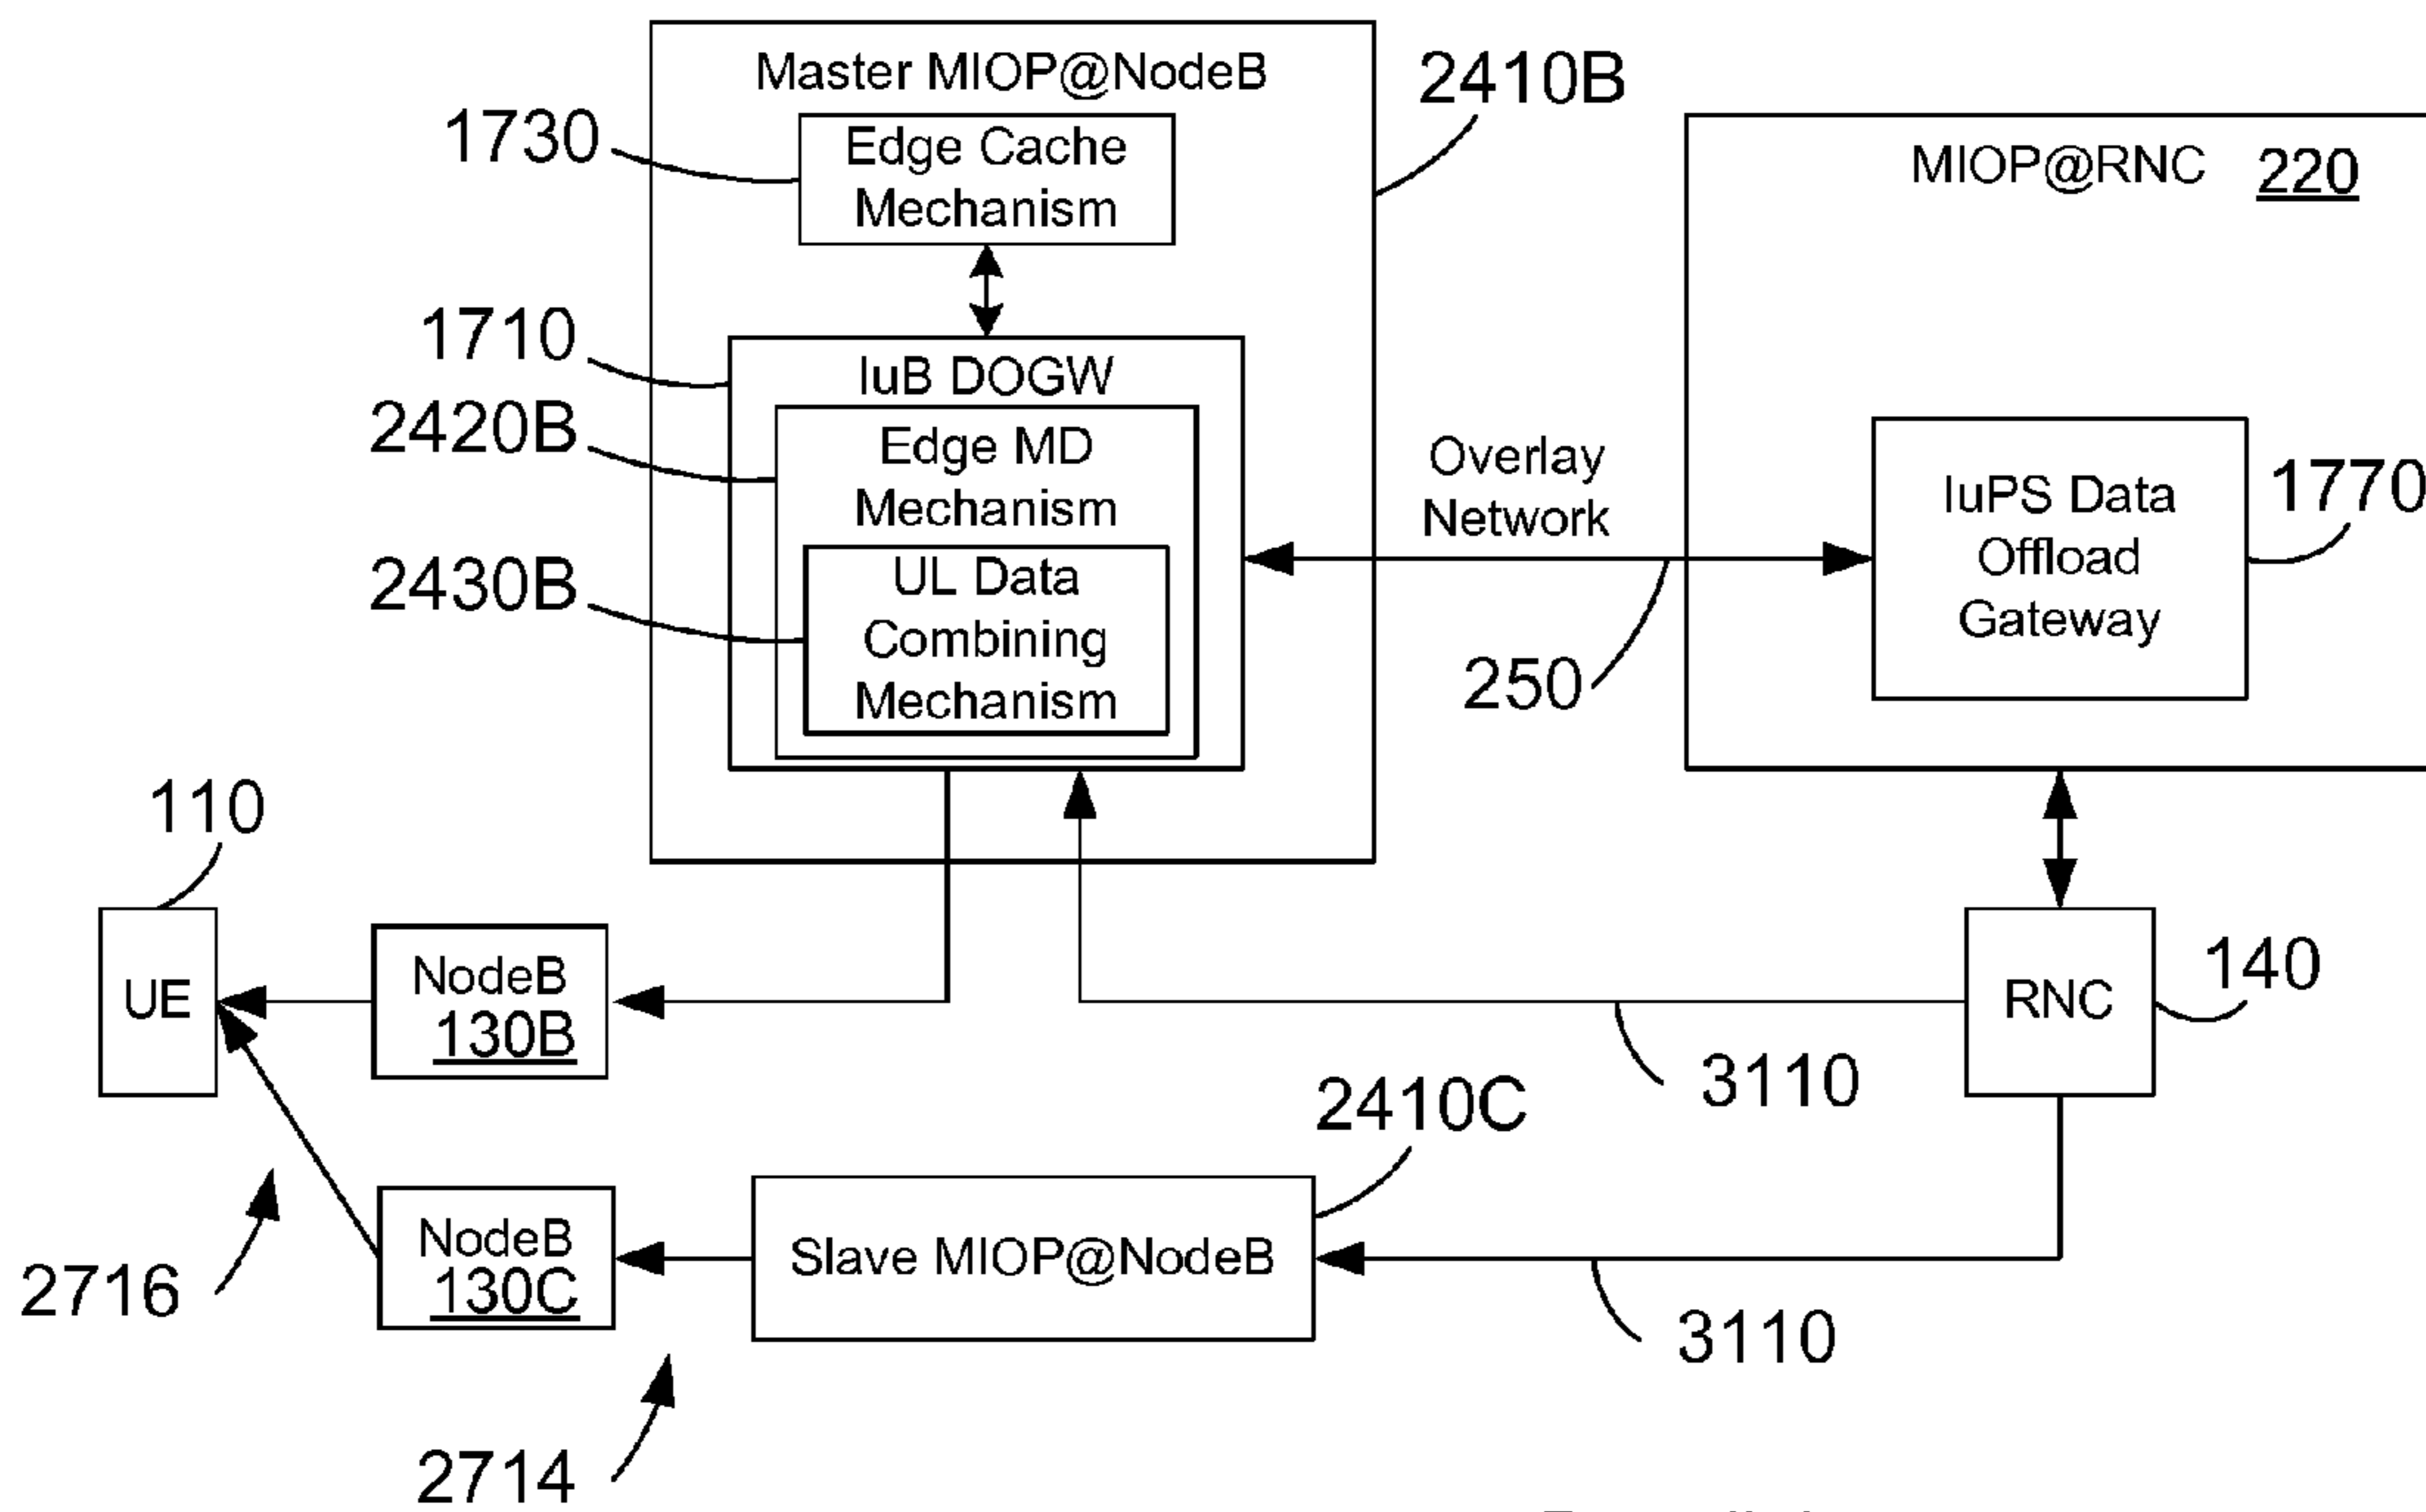 Master MIOP@NodeB
2410B
1730
Edge Cache
Mechanism
MIOP@RNC 220
1710
IuB DOGW
2420B
Edge MD
Mechanism
2430B
UL Data
Combining
Mechanism
Overlay
Network
250
IuPS Data
Offload
Gateway
1770
110
UE
NodeB
130B
RNC
140
3110
2410C
NodeB
130C
Slave MIOP@NodeB
3110
2716
2714